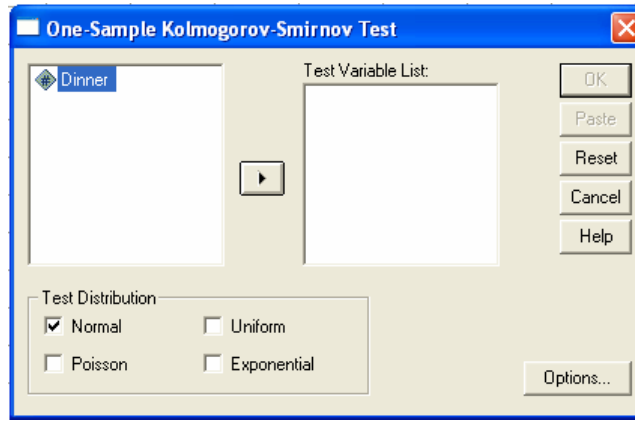 One-Sample Kolmogorov-Smirnov Test
Dinner
Test Variable List:
OK
Paste
Reset
Cancel
Help
Test Distribution
Normal
Uniform
Poisson
Exponential
Options...